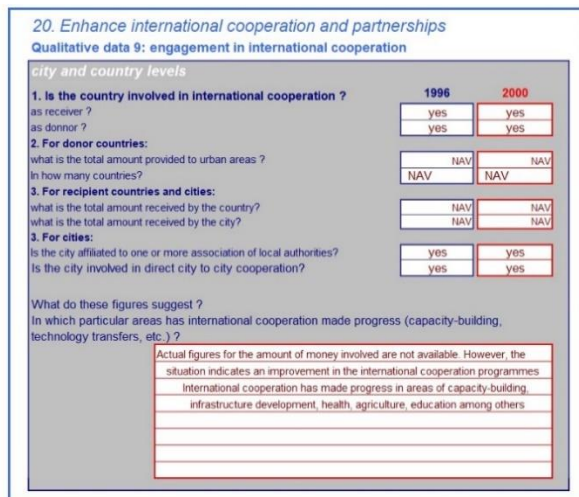 20. Enhance international cooperation and partnerships
Qualitative data 9: engagement in international cooperation
city and country levels
1. Is the country involved in international cooperation ? 1996 2000
as receiver ? yes yes
as donnor ? yes yes
2. For donor countries:
what is the total amount provided to urban areas ? NAV NAV
In how many countries? NAV NAV
3. For recipient countries and cities:
what is the total amount received by the country? NAV NAV
what is the total amount received by the city? NAV NAV
3. For cities:
Is the city affiliated to one or more association of local authorities? yes yes
Is the city involved in direct city to city cooperation? yes yes
What do these figures suggest ?
In which particular areas has international cooperation made progress (capacity-building,
technology transfers, etc.) ?
Actual figures for the amount of money involved are not available. However, the
situation indicates an improvement in the international cooperation programmes
International cooperation has made progress in areas of capacity-building,
infrastructure development, health, agriculture, education among others